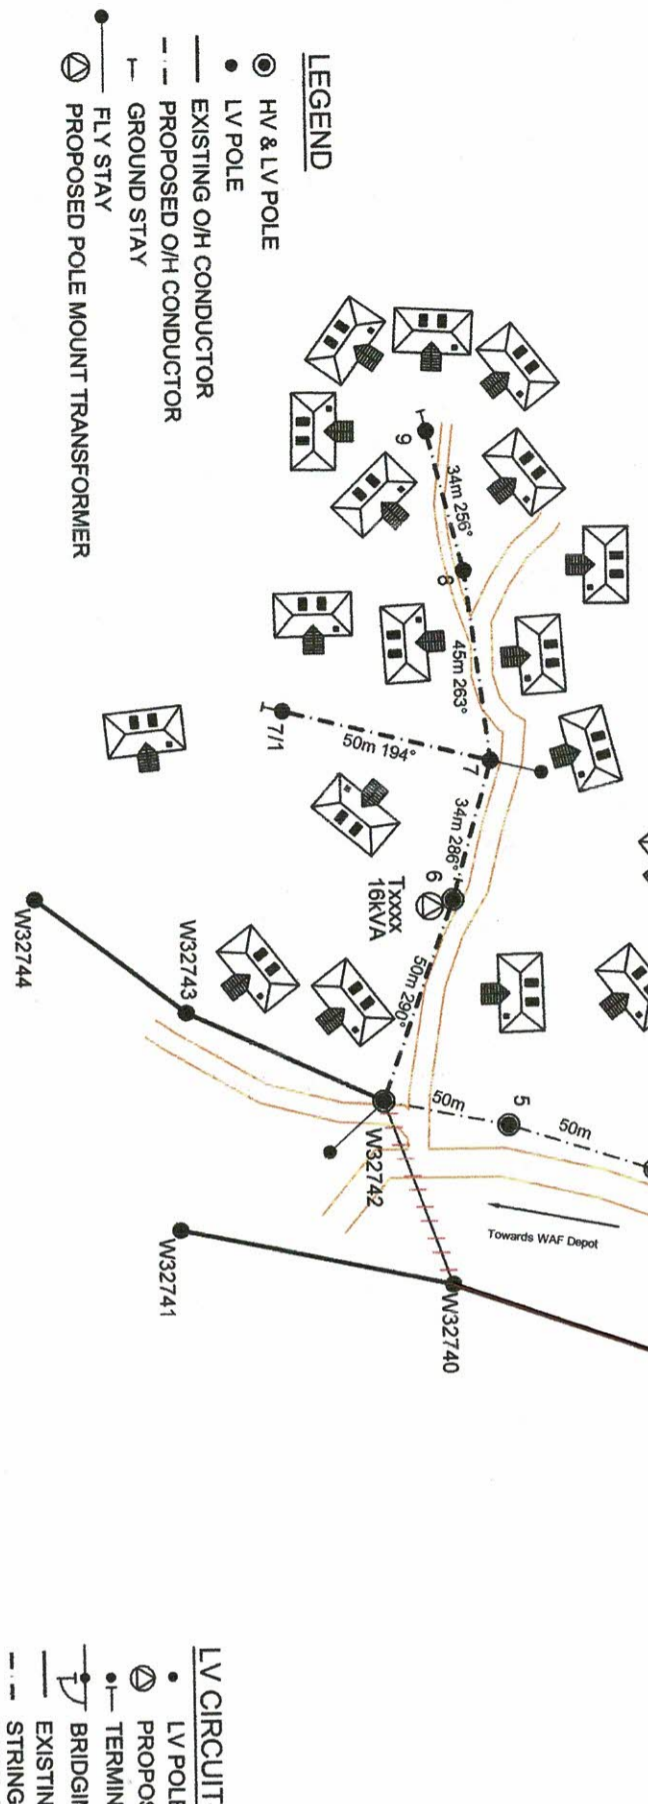 LEGEND
HV & LV POLE
LV POLE
EXISTING O/H CONDUCTOR
PROPOSED O/H CONDUCTOR
GROUND STAY
FLY STAY
PROPOSED POLE MOUNT TRANSFORMER
9
34m 256°
8
45m 263°
7
50m 194°
7/1
34m 286°
6
Txxxx
16kVA
50m 290°
50m
5
50m
W32744
W32743
W32742
W32741
W32740
Towards WAF Depot
LV CIRCUIT
LV POLE
PROPOS
TERMIN
BRIDGI
EXISTIN
STRING